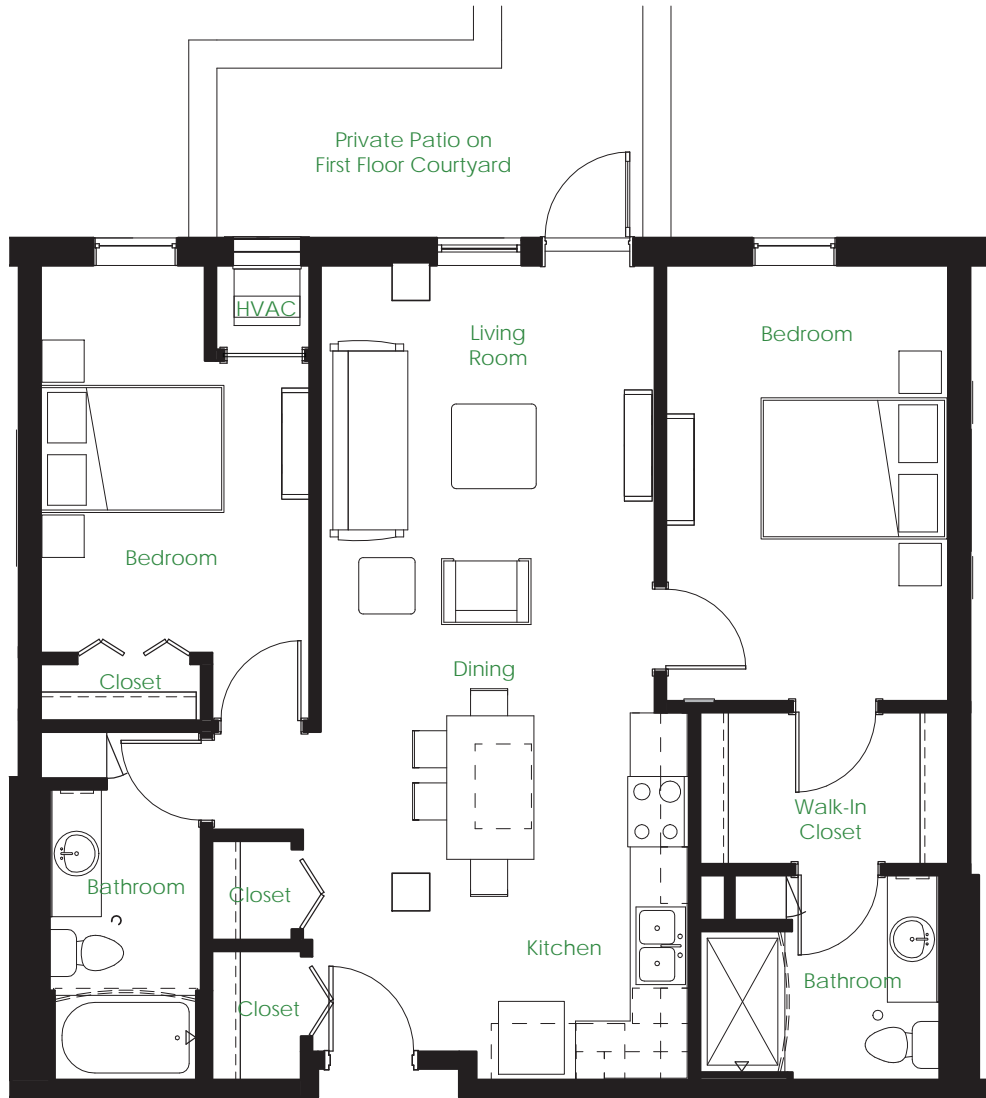 Private Patio on
First Floor Courtyard
HVAC
Living
Room
Bedroom
Bedroom
Dining
Closet
Walk-In
Closet
Bathroom
Closet
Kitchen
Bathroom
Closet